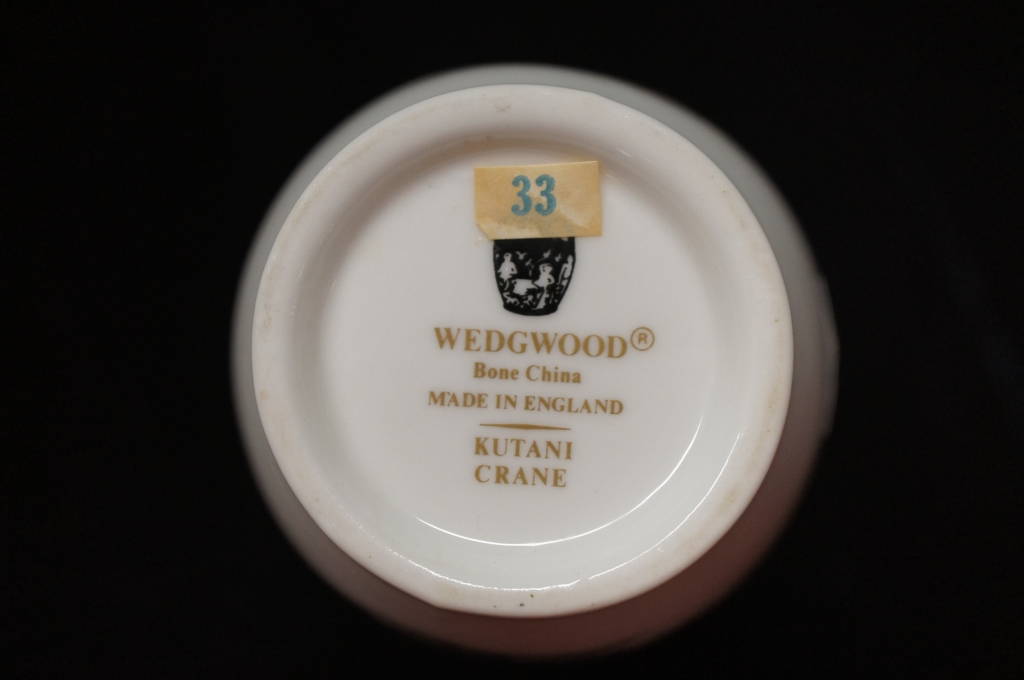 33
WEDGWOOD®
Bone China
MADE IN ENGLAND
KUTANI
CRANE